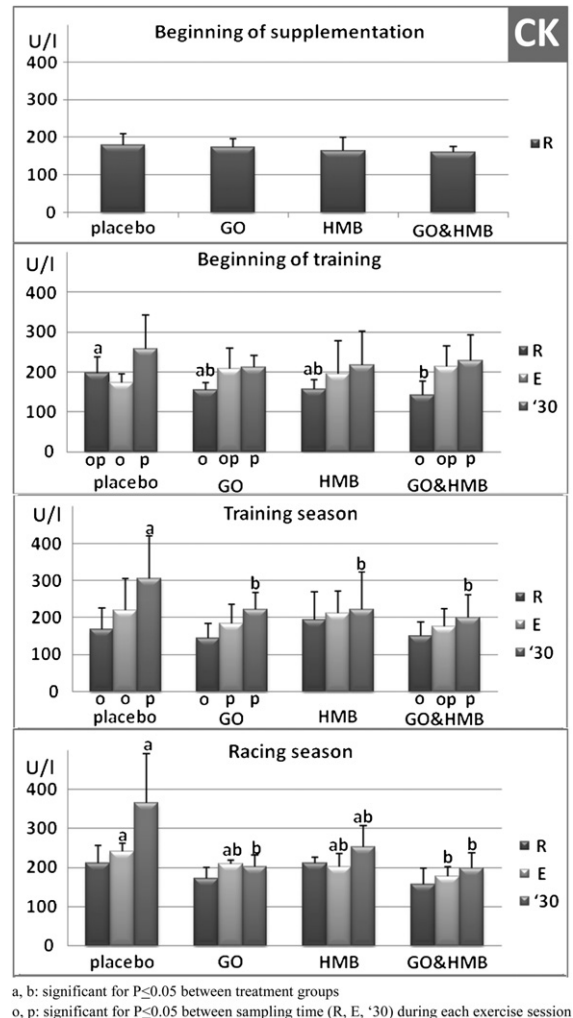 CK
Beginning of supplementation
U/l
400
300
200
100
0
placebo GO HMB GO&HMB
R
Beginning of training
U/l
400
300
200
100
0
a ab ab b
op o p o op p o op p
placebo GO HMB GO&HMB
R
E
‘30
Training season
U/l
400
300
200
100
0
a b b b
o o p o p p o op p
placebo GO HMB GO&HMB
R
E
‘30
Racing season
U/l
400
300
200
100
0
a a ab b ab ab b b
placebo GO HMB GO&HMB
R
E
‘30
a, b: significant for P≤0.05 between treatment groups
o, p: significant for P≤0.05 between sampling time (R, E, ‘30) during each exercise session